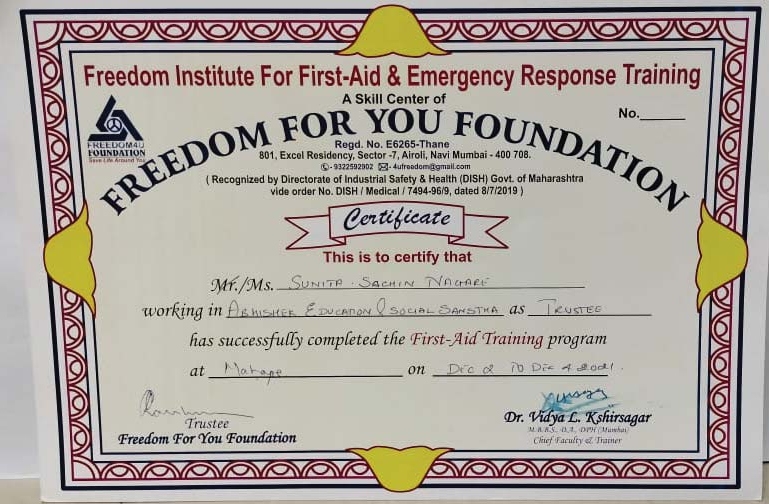 Freedom Institute For First-Aid & Emergency Response Training
A Skill Center of
No.
FREEDOM4U
FOUNDATION
Save Life Around You
FREEDOM FOR YOU FOUNDATION
Regd. No. E6265-Thane
801, Excel Residency, Sector -7, Airoli, Navi Mumbai - 400 708.
- 9322592902 - 4ufreedom@gmail.com
( Recognized by Directorate of Industrial Safety & Health (DISH) Govt. of Maharashtra
vide order No. DISH / Medical / 7494-96/9, dated 8/7/2019 )
Certificate
This is to certify that
Mr./Ms. SUNITA SACHIN NAGARE
working in ABHISHEK EDUCATION & SOCIAL SANSTHA as TRUSTEE
has successfully completed the First-Aid Training program
at Mahape on DEC 2 TO DEC 4 2021.
Trustee
Freedom For You Foundation
Dr. Vidya L. Kshirsagar
M.B.B.S., D.A., DPH (Mumbai)
Chief Faculty & Trainer